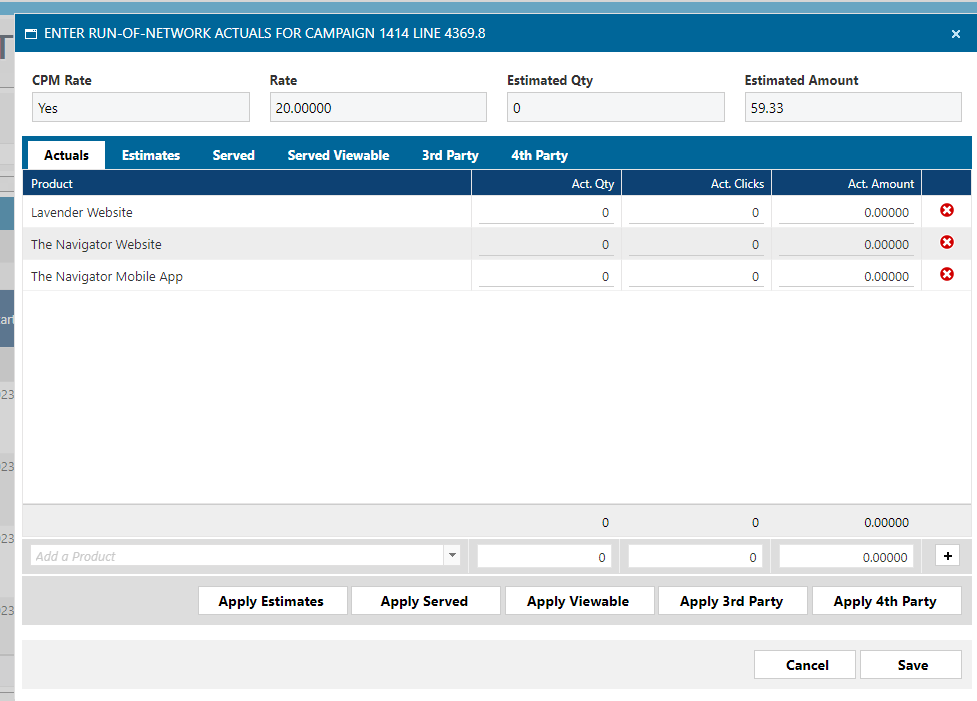 ENTER RUN-OF-NETWORK ACTUALS FOR CAMPAIGN 1414 LINE 4369.8
CPM Rate Rate Estimated Qty Estimated Amount
Yes 20.00000 0 59.33
Actuals Estimates Served Served Viewable 3rd Party 4th Party
Product Act. Qty Act. Clicks Act. Amount
Lavender Website 0 0 0.00000
The Navigator Website 0 0 0.00000
The Navigator Mobile App 0 0 0.00000
0 0 0.00000
Add a Product 0 0 0.00000
Apply Estimates Apply Served Apply Viewable Apply 3rd Party Apply 4th Party
Cancel Save